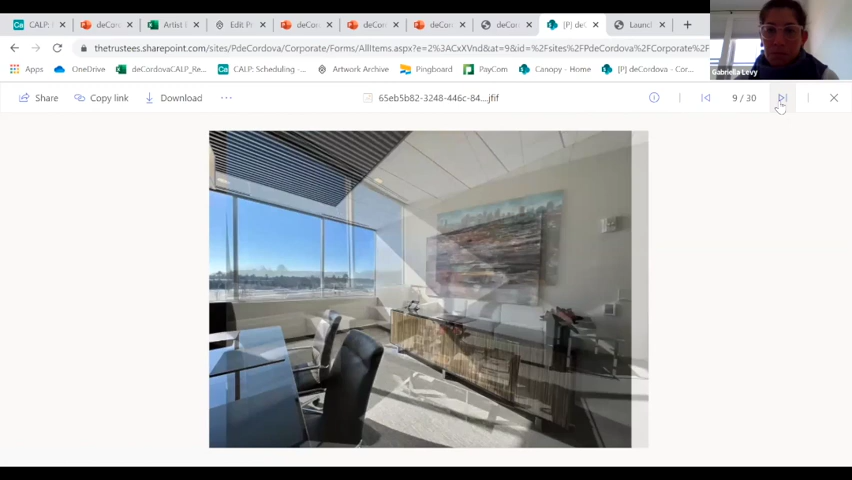 CALP:
deCor
Artist I
Edit P
deCor
deCor
deCor
deCor
[P] de
Launc
thetrustees.sharepoint.com/sites/PdeCordova/Corporate/Forms/AllItems.aspx?e=2%3ACxXVnd&at=9&id=%2Fsites%2FPdeCordova%2FCorporate%2F
Apps
OneDrive
deCordovaCALP_Re...
CALP: Scheduling -...
Artwork Archive
Pingboard
PayCom
Canopy - Home
[P] deCordova - Cor...
Gabriella Levy
Share
Copy link
Download
65eb5b82-3248-446c-84....jfif
9 / 30